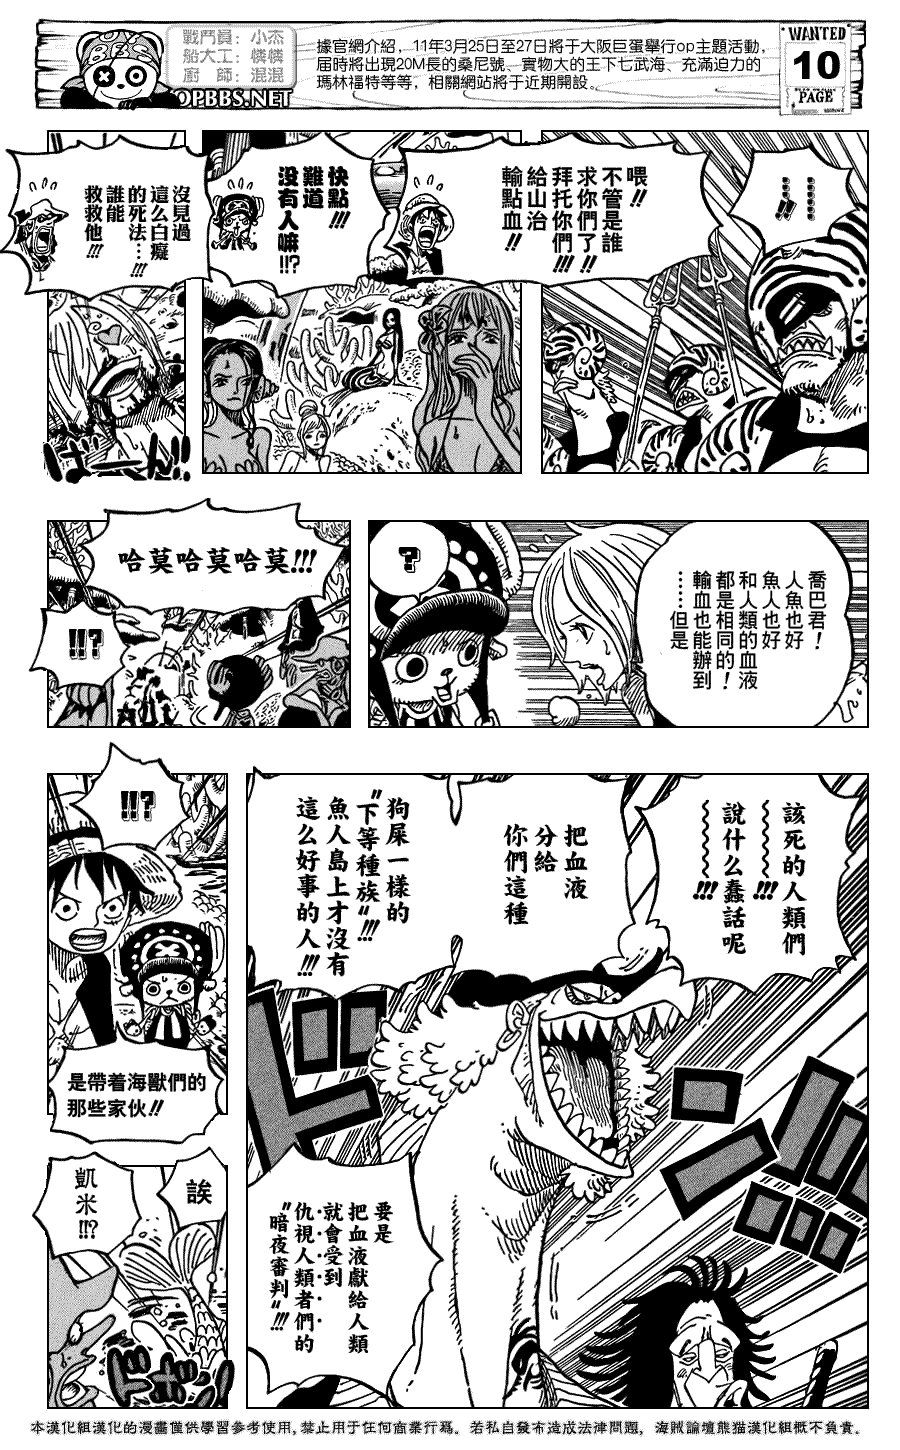 戰鬥員：小杰
船大工：憐憐
廚　師：混混
OPBBS.NET
據官網介紹，11年3月25日至27日將于大阪巨蛋舉行op主題活動，
届時將出現20M長的桑尼號、實物大的王下七武海、充滿迫力的
瑪林福特等等，相關網站將于近期開設。
WANTED
10
PAGE
┇┇!!
喂!!
不管是誰
求你們了!!
拜托你們!!!
給山治
輸點血!!
快點!!!
難道
没有人嘛!!?
沒見過
這么白癡
的死法…!!!
誰能
救救他!!!
ばーん!!
喬巴君！
人魚也好
魚人也好
和人類的血液
都是相同的！
輸血也能辦到
……但是
?
哈莫哈莫哈莫!!!
!!?
該死的人類們
～～～～!!!
說什么蠢話呢
～～～～!!!
把血液
分給
你們這種
狗屎一樣的
"下等種族"!!!
魚人島上才沒有
這么好事的人!!!
!!?
是帶着海獸們的
那些家伙!!
ドドン
要是
把血液獻給人類
就會受到
仇視人類者們的
"暗夜審判"!!!
誒
凱米!!?
ドボン
本漢化組漢化的漫畫僅供學習參考使用,禁止用于任何商業行爲。若私自發布造成法律問題，海賊論壇熊猫漢化組概不負責。